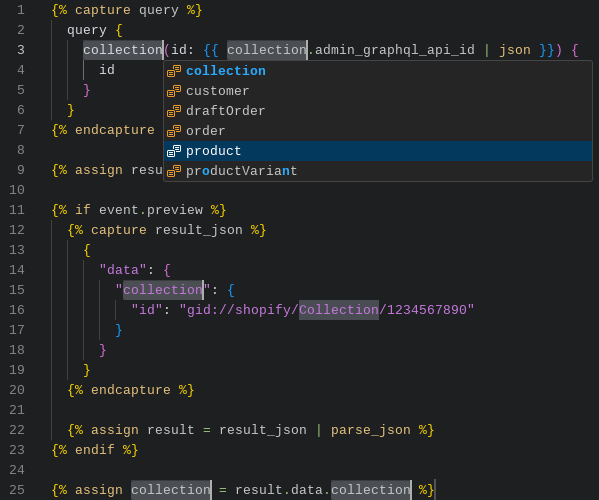 1 {% capture query %}
2 query {
3 collection(id: {{ collection.admin_graphql_api_id | json }}) {
4 id
collection
5 }
customer
6 }
draftOrder
order
7 {% endcapture
8 product
9 {% assign resu
productVariant
10
11 {% if event.preview %}
12 {% capture result_json %}
13 {
14 "data": {
15 "collection": {
16 "id": "gid://shopify/Collection/1234567890"
17 }
18 }
19 }
20 {% endcapture %}
21
22 {% assign result = result_json | parse_json %}
23 {% endif %}
24
25 {% assign collection = result.data.collection %}